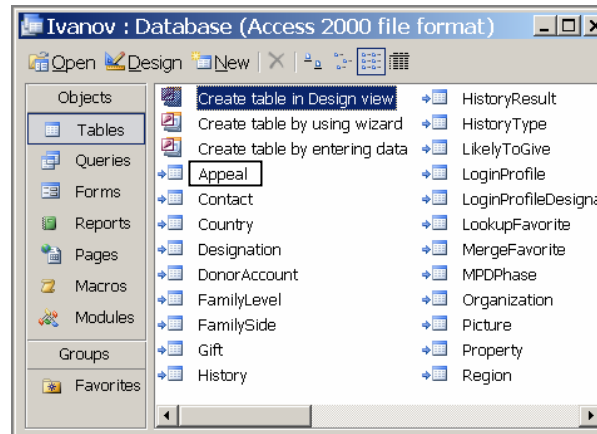 Ivanov : Database (Access 2000 file format)
Open Design New
Objects
Tables
Queries
Forms
Reports
Pages
Macros
Modules
Groups
Favorites
Create table in Design view
Create table by using wizard
Create table by entering data
Appeal
Contact
Country
Designation
DonorAccount
FamilyLevel
FamilySide
Gift
History
HistoryResult
HistoryType
LikelyToGive
LoginProfile
LoginProfileDesigna
LookupFavorite
MergeFavorite
MPDPhase
Organization
Picture
Property
Region